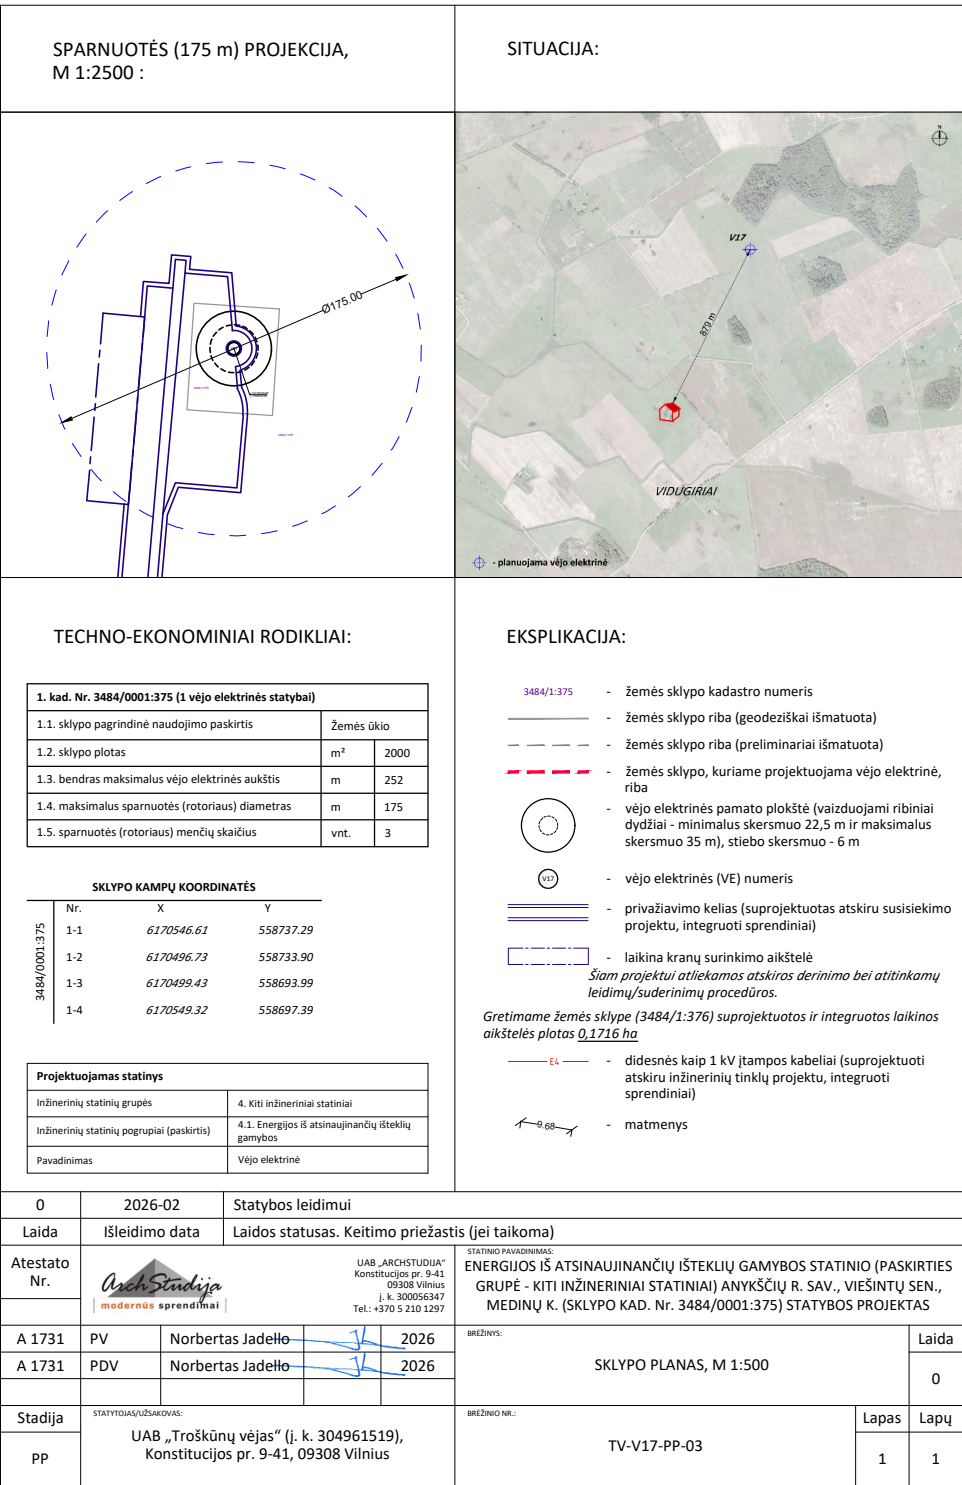 SPARNUOTĖS (175 m) PROJEKCIJA,
M 1:2500 :
SITUACIJA:
Ø175.00
N
V17
879 m
VIDUGIRIAI
- planuojama vėjo elektrinė
TECHNO-EKONOMINIAI RODIKLIAI:
1. kad. Nr. 3484/0001:375 (1 vėjo elektrinės statybai)
1.1. sklypo pagrindinė naudojimo paskirtis Žemės ūkio
1.2. sklypo plotas m² 2000
1.3. bendras maksimalus vėjo elektrinės aukštis m 252
1.4. maksimalus sparnuotės (rotoriaus) diametras m 175
1.5. sparnuotės (rotoriaus) menčių skaičius vnt. 3
SKLYPO KAMPŲ KOORDINATĖS
Nr. X Y
3484/0001:375
1-1 6170546.61 558737.29
1-2 6170496.73 558733.90
1-3 6170499.43 558693.99
1-4 6170549.32 558697.39
Projektuojamas statinys
Inžinerinių statinių grupės 4. Kiti inžineriniai statiniai
Inžinerinių statinių pogrupiai (paskirtis) 4.1. Energijos iš atsinaujinančių išteklių
gamybos
Pavadinimas Vėjo elektrinė
EKSPLIKACIJA:
3484/1:375 - žemės sklypo kadastro numeris
- žemės sklypo riba (geodeziškai išmatuota)
- žemės sklypo riba (preliminariai išmatuota)
- žemės sklypo, kuriame projektuojama vėjo elektrinė,
riba
- vėjo elektrinės pamato plokštė (vaizduojami ribiniai
dydžiai - minimalus skersmuo 22,5 m ir maksimalus
skersmuo 35 m), stiebo skersmuo - 6 m
V17 - vėjo elektrinės (VE) numeris
- privažiavimo kelias (suprojektuotas atskiru susisiekimo
projektu, integruoti sprendiniai)
- laikina kranų surinkimo aikštelė
Šiam projektui atliekamos atskiros derinimo bei atitinkamų
leidimų/suderinimų procedūros.
Gretimame žemės sklype (3484/1:376) suprojektuotos ir integruotos laikinos
aikštelės plotas 0,1716 ha
E4 - didesnės kaip 1 kV įtampos kabeliai (suprojektuoti
atskiru inžinerinių tinklų projektu, integruoti
sprendiniai)
9.68 - matmenys
0 2026-02 Statybos leidimui
Laida Išleidimo data Laidos statusas. Keitimo priežastis (jei taikoma)
Atestato
Nr.
ArchStudija
modernūs sprendimai
UAB „ARCHSTUDIJA“
Konstitucijos pr. 9-41
09308 Vilnius
į. k. 300056347
Tel.: +370 5 210 1297
STATINIO PAVADINIMAS:
ENERGIJOS IŠ ATSINAUJINANČIŲ IŠTEKLIŲ GAMYBOS STATINIO (PASKIRTIES
GRUPĖ - KITI INŽINERINIAI STATINIAI) ANYKŠČIŲ R. SAV., VIEŠINTŲ SEN.,
MEDINŲ K. (SKLYPO KAD. Nr. 3484/0001:375) STATYBOS PROJEKTAS
A 1731 PV Norbertas Jadello 2026
A 1731 PDV Norbertas Jadello 2026
BRĖŽINYS:
SKLYPO PLANAS, M 1:500
Laida
0
Stadija
PP
STATYTOJAS/UŽSAKOVAS:
UAB „Troškūnų vėjas“ (į. k. 304961519),
Konstitucijos pr. 9-41, 09308 Vilnius
BRĖŽINIO NR.:
TV-V17-PP-03
Lapas Lapų
1 1